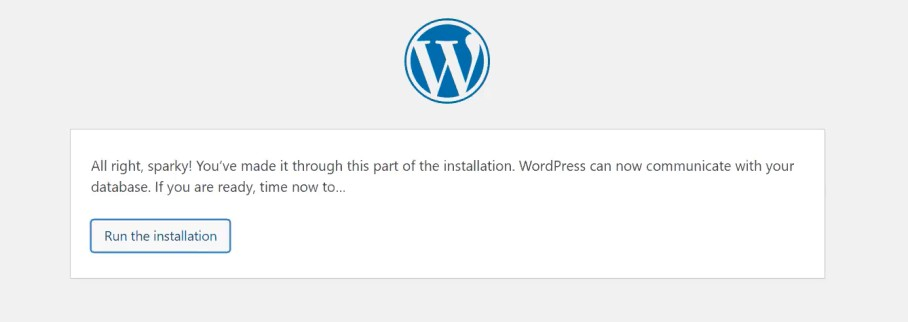 All right, sparky! You’ve made it through this part of the installation. WordPress can now communicate with your
database. If you are ready, time now to…
Run the installation